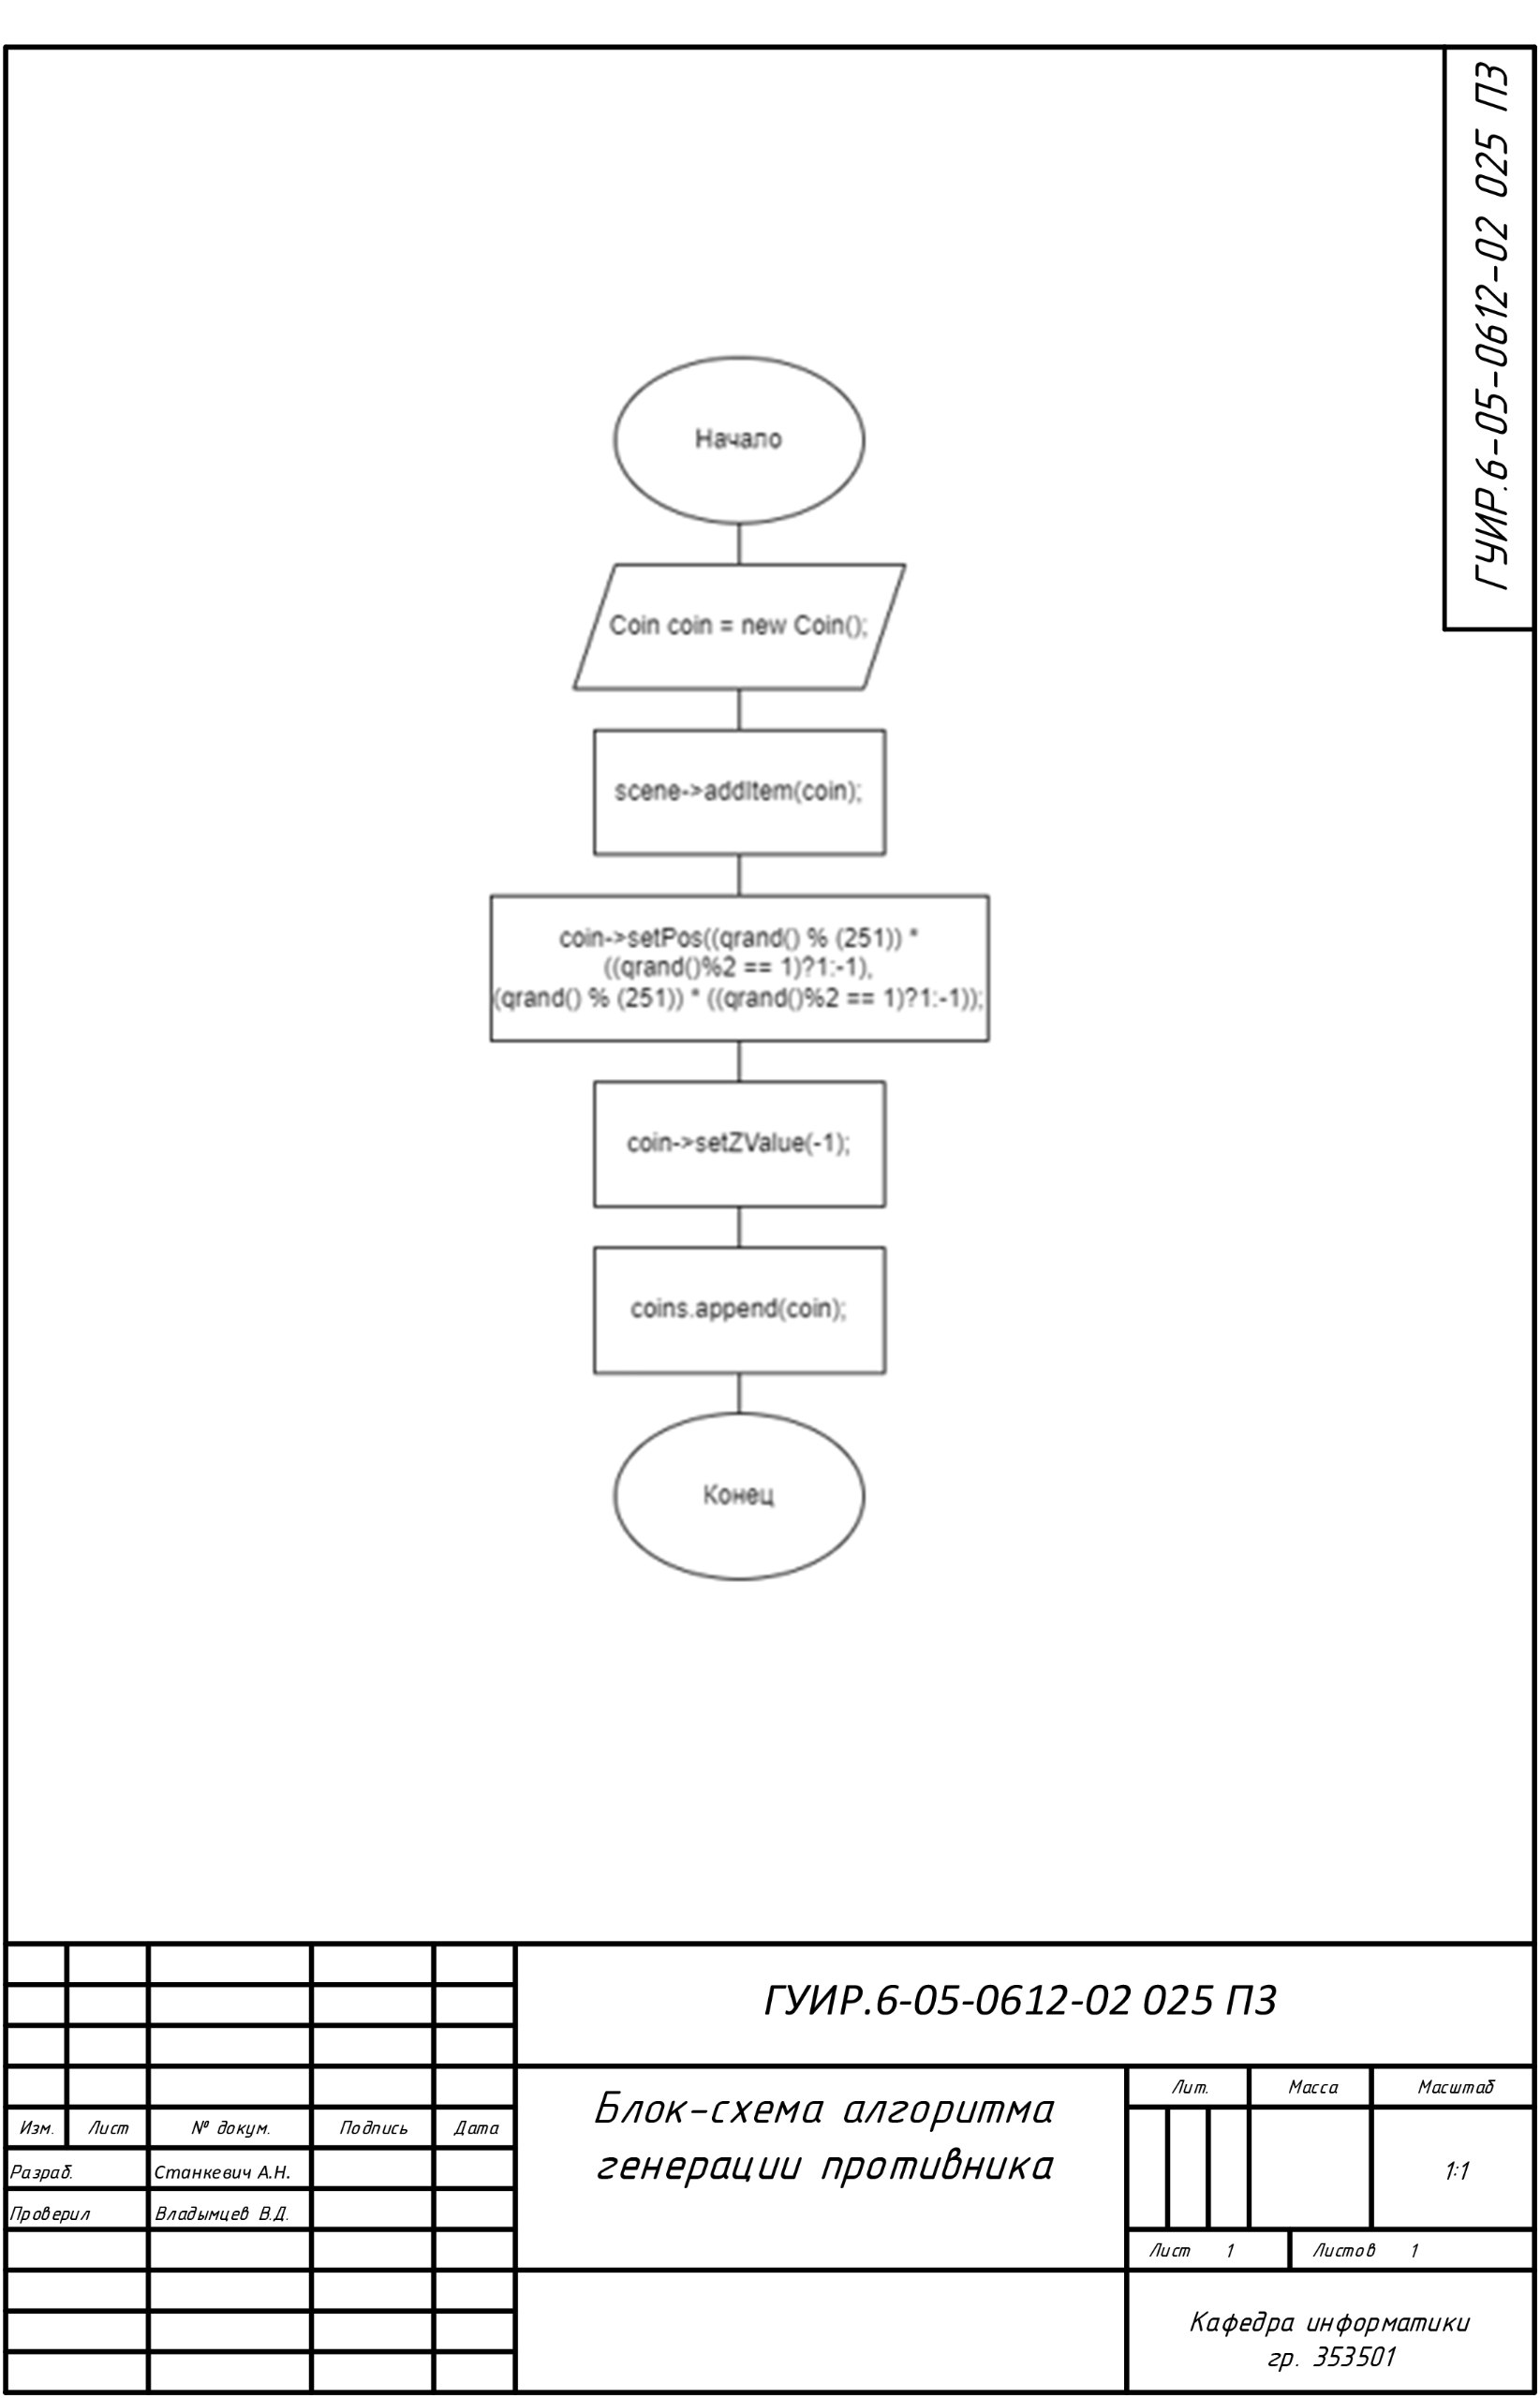 ГУИР.6-05-0612-02 025 ПЗ
Начало
Coin coin = new Coin();
scene->addItem(coin);
coin->setPos((qrand() % (251)) *
((qrand()%2 == 1)?1:-1),
(qrand() % (251)) * ((qrand()%2 == 1)?1:-1));
coin->setZValue(-1);
coins.append(coin);
Конец
ГУИР.6-05-0612-02 025 ПЗ
Блок-схема алгоритма
генерации противника
Лит. Масса Масштаб
1:1
Лист 1 Листов 1
Кафедра информатики
гр. 353501
Изм. Лист № докум. Подпись Дата
Разраб. Станкевич А.Н.
Проверил Владымцев В.Д.